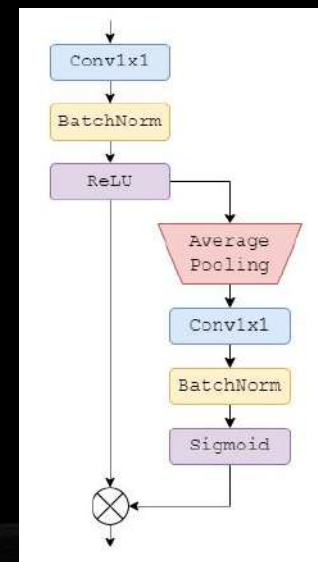 Conv1x1
BatchNorm
ReLU
Average
Pooling
Conv1x1
BatchNorm
Sigmoid